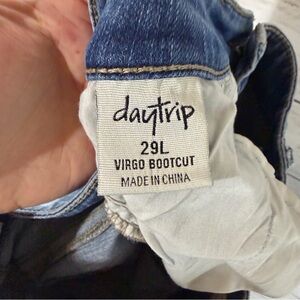 daytrip
29L
VIRGO BOOTCUT
MADE IN CHINA